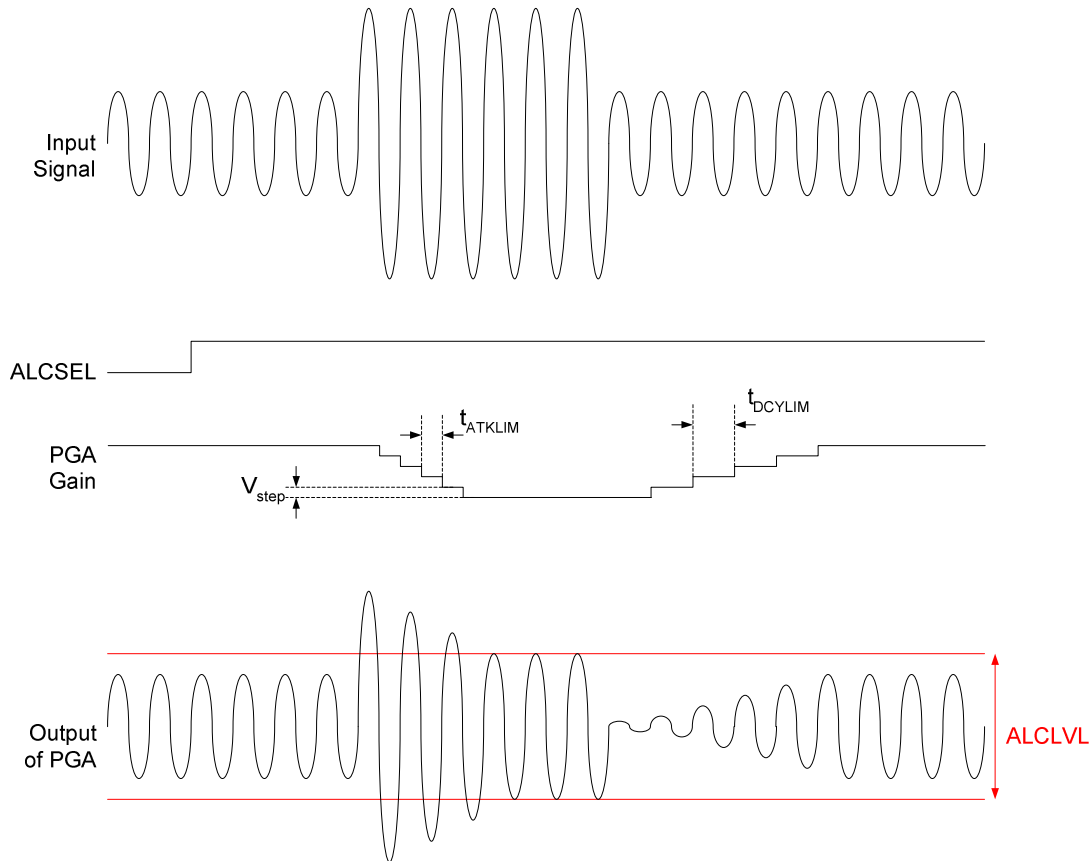 Input
Signal
ALCSEL
tATKLIM
tDCYLIM
PGA
Gain
Vstep
Output
of PGA
ALCLVL